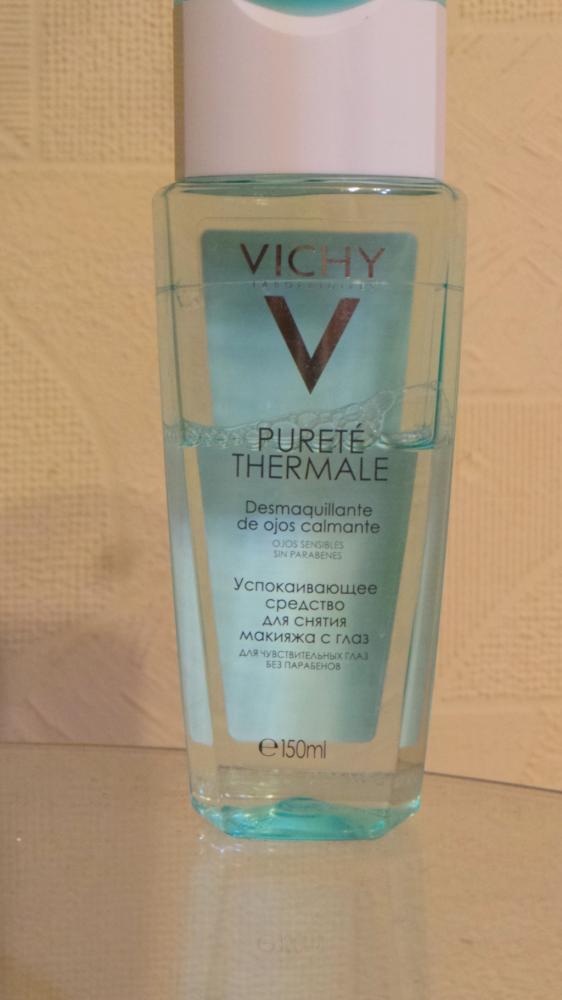 VICHY
LABORATOIRES
V
PURETÉ
THERMALE
Desmaquillante
de ojos calmante
OJOS SENSIBLES
SIN PARABENES
Успокаивающее
средство
для снятия
макияжа с глаз
ДЛЯ ЧУВСТВИТЕЛЬНЫХ ГЛАЗ
БЕЗ ПАРАБЕНОВ
℮150ml